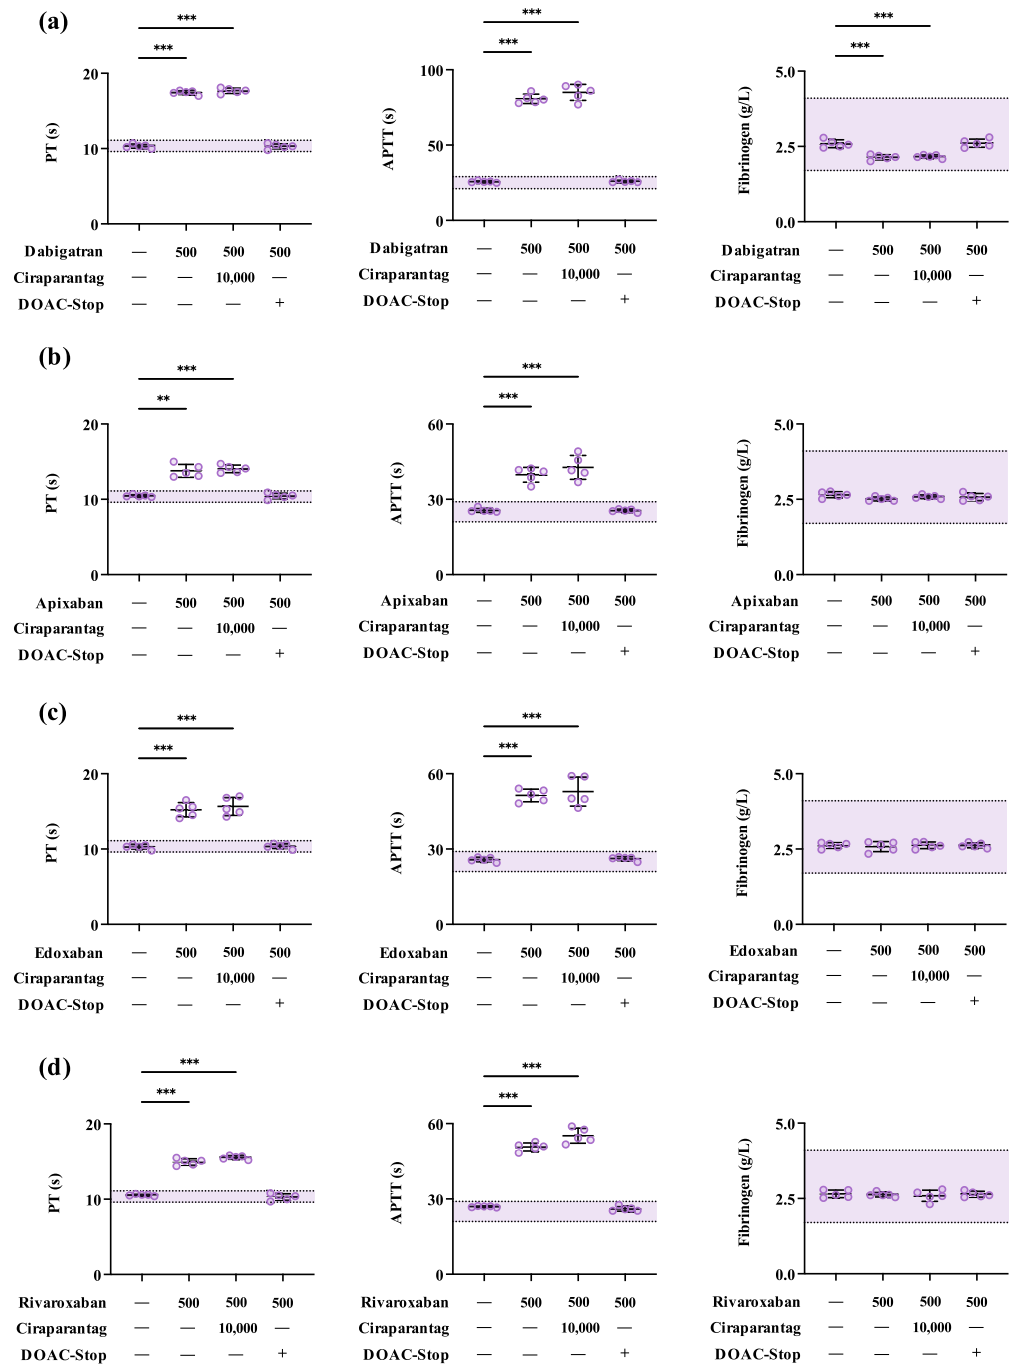 (a)
***
***
20
10
0
PT (s)
Dabigatran — 500 500 500
Ciraparantag — — 10,000 —
DOAC-Stop — — — +
***
***
100
50
0
APTT (s)
Dabigatran — 500 500 500
Ciraparantag — — 10,000 —
DOAC-Stop — — — +
***
***
5.0
2.5
0.0
Fibrinogen (g/L)
Dabigatran — 500 500 500
Ciraparantag — — 10,000 —
DOAC-Stop — — — +
(b)
***
**
20
10
0
PT (s)
Apixaban — 500 500 500
Ciraparantag — — 10,000 —
DOAC-Stop — — — +
***
***
60
30
0
APTT (s)
Apixaban — 500 500 500
Ciraparantag — — 10,000 —
DOAC-Stop — — — +
5.0
2.5
0.0
Fibrinogen (g/L)
Apixaban — 500 500 500
Ciraparantag — — 10,000 —
DOAC-Stop — — — +
(c)
***
***
20
10
0
PT (s)
Edoxaban — 500 500 500
Ciraparantag — — 10,000 —
DOAC-Stop — — — +
***
***
60
30
0
APTT (s)
Edoxaban — 500 500 500
Ciraparantag — — 10,000 —
DOAC-Stop — — — +
5.0
2.5
0.0
Fibrinogen (g/L)
Edoxaban — 500 500 500
Ciraparantag — — 10,000 —
DOAC-Stop — — — +
(d)
***
***
20
10
0
PT (s)
Rivaroxaban — 500 500 500
Ciraparantag — — 10,000 —
DOAC-Stop — — — +
***
***
60
30
0
APTT (s)
Rivaroxaban — 500 500 500
Ciraparantag — — 10,000 —
DOAC-Stop — — — +
5.0
2.5
0.0
Fibrinogen (g/L)
Rivaroxaban — 500 500 500
Ciraparantag — — 10,000 —
DOAC-Stop — — — +